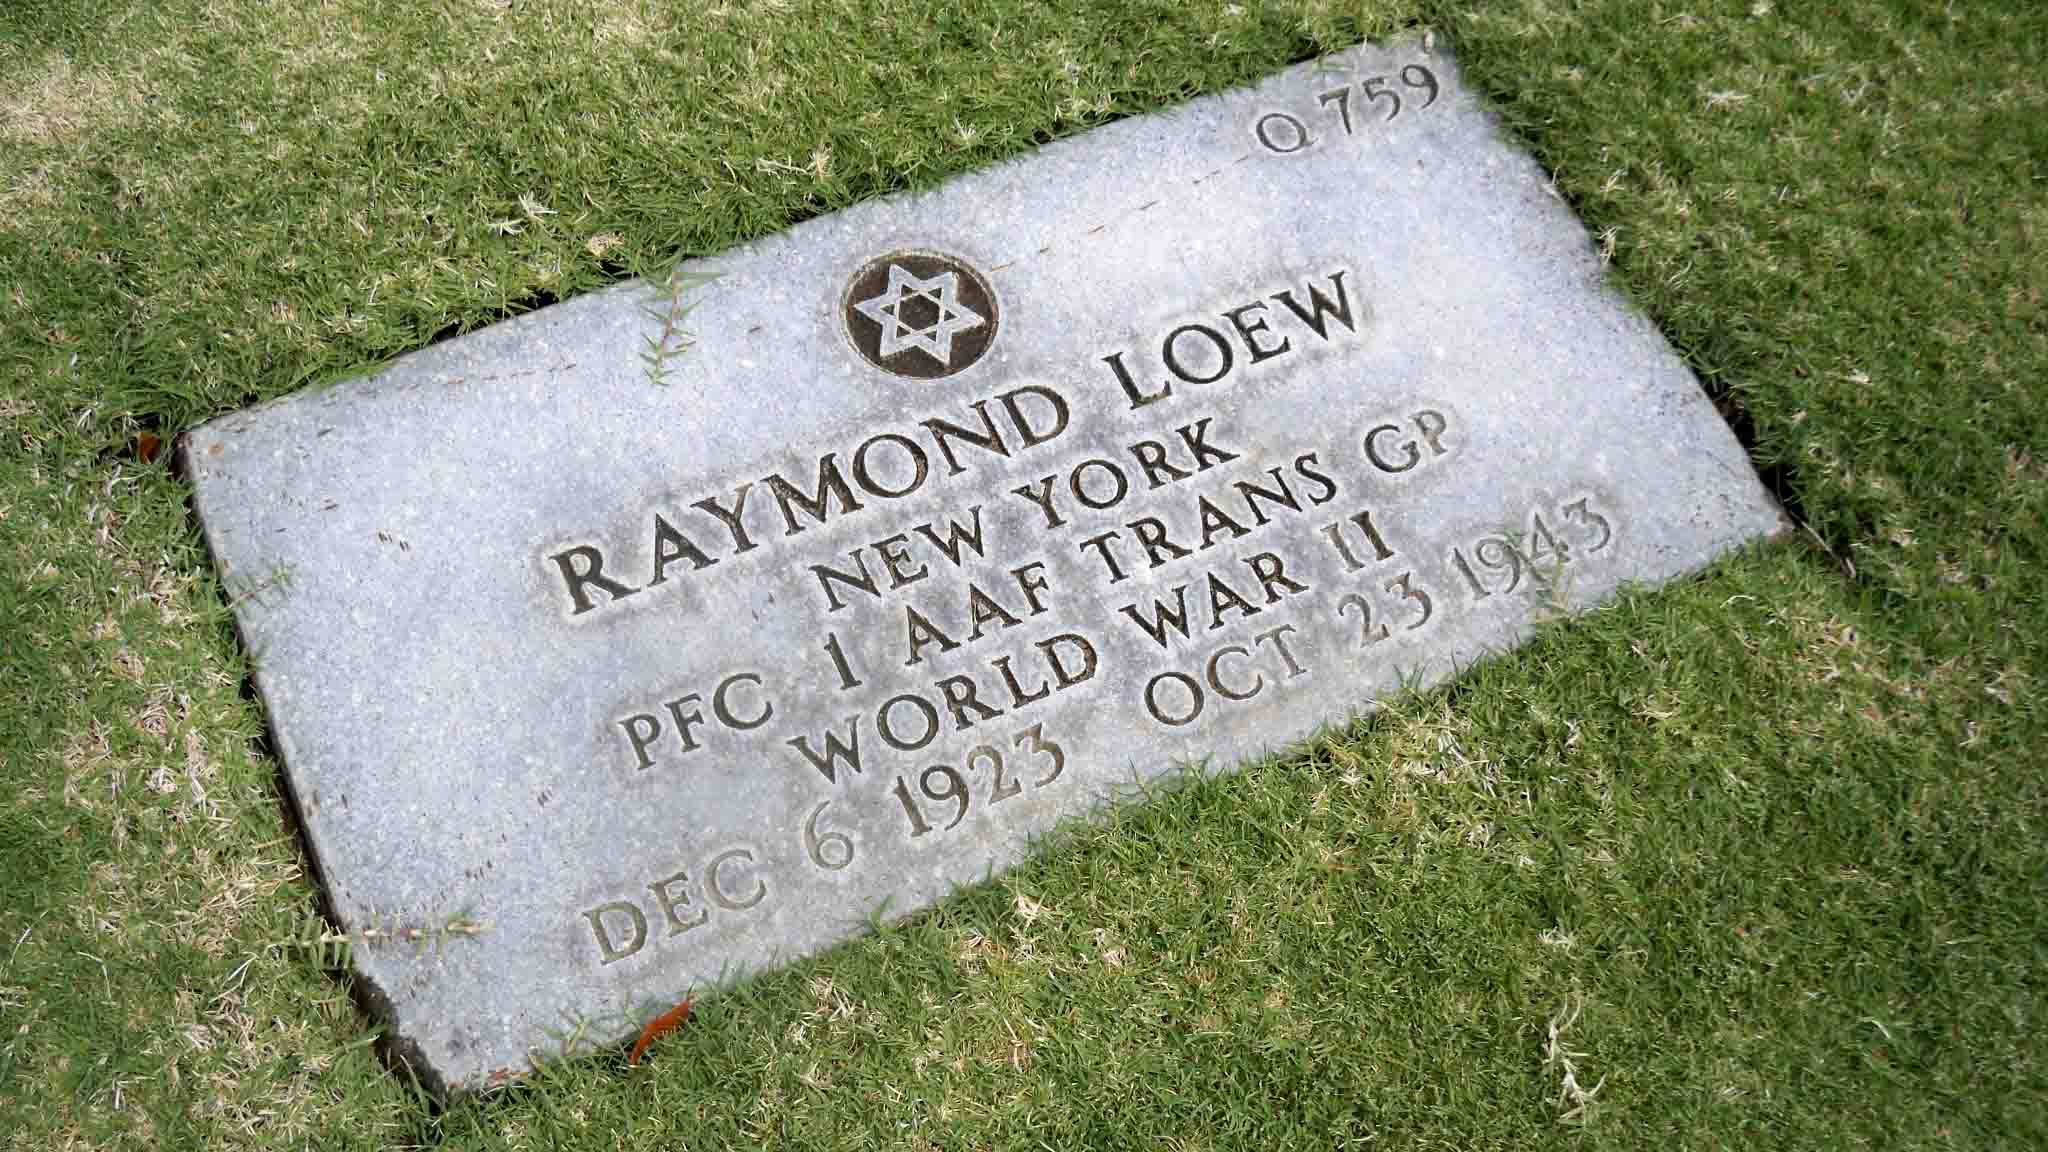 Q 759
RAYMOND LOEW
NEW YORK
PFC 1 AAF TRANS GP
WORLD WAR II
DEC 6 1923 OCT 23 1943